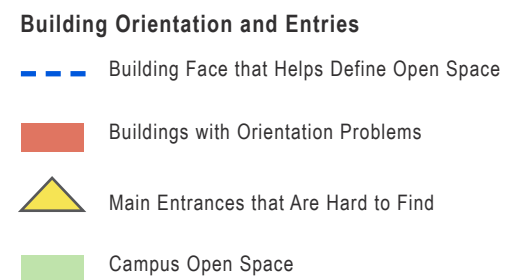 Building Orientation and Entries
Building Face that Helps Define Open Space
Buildings with Orientation Problems
Main Entrances that Are Hard to Find
Campus Open Space